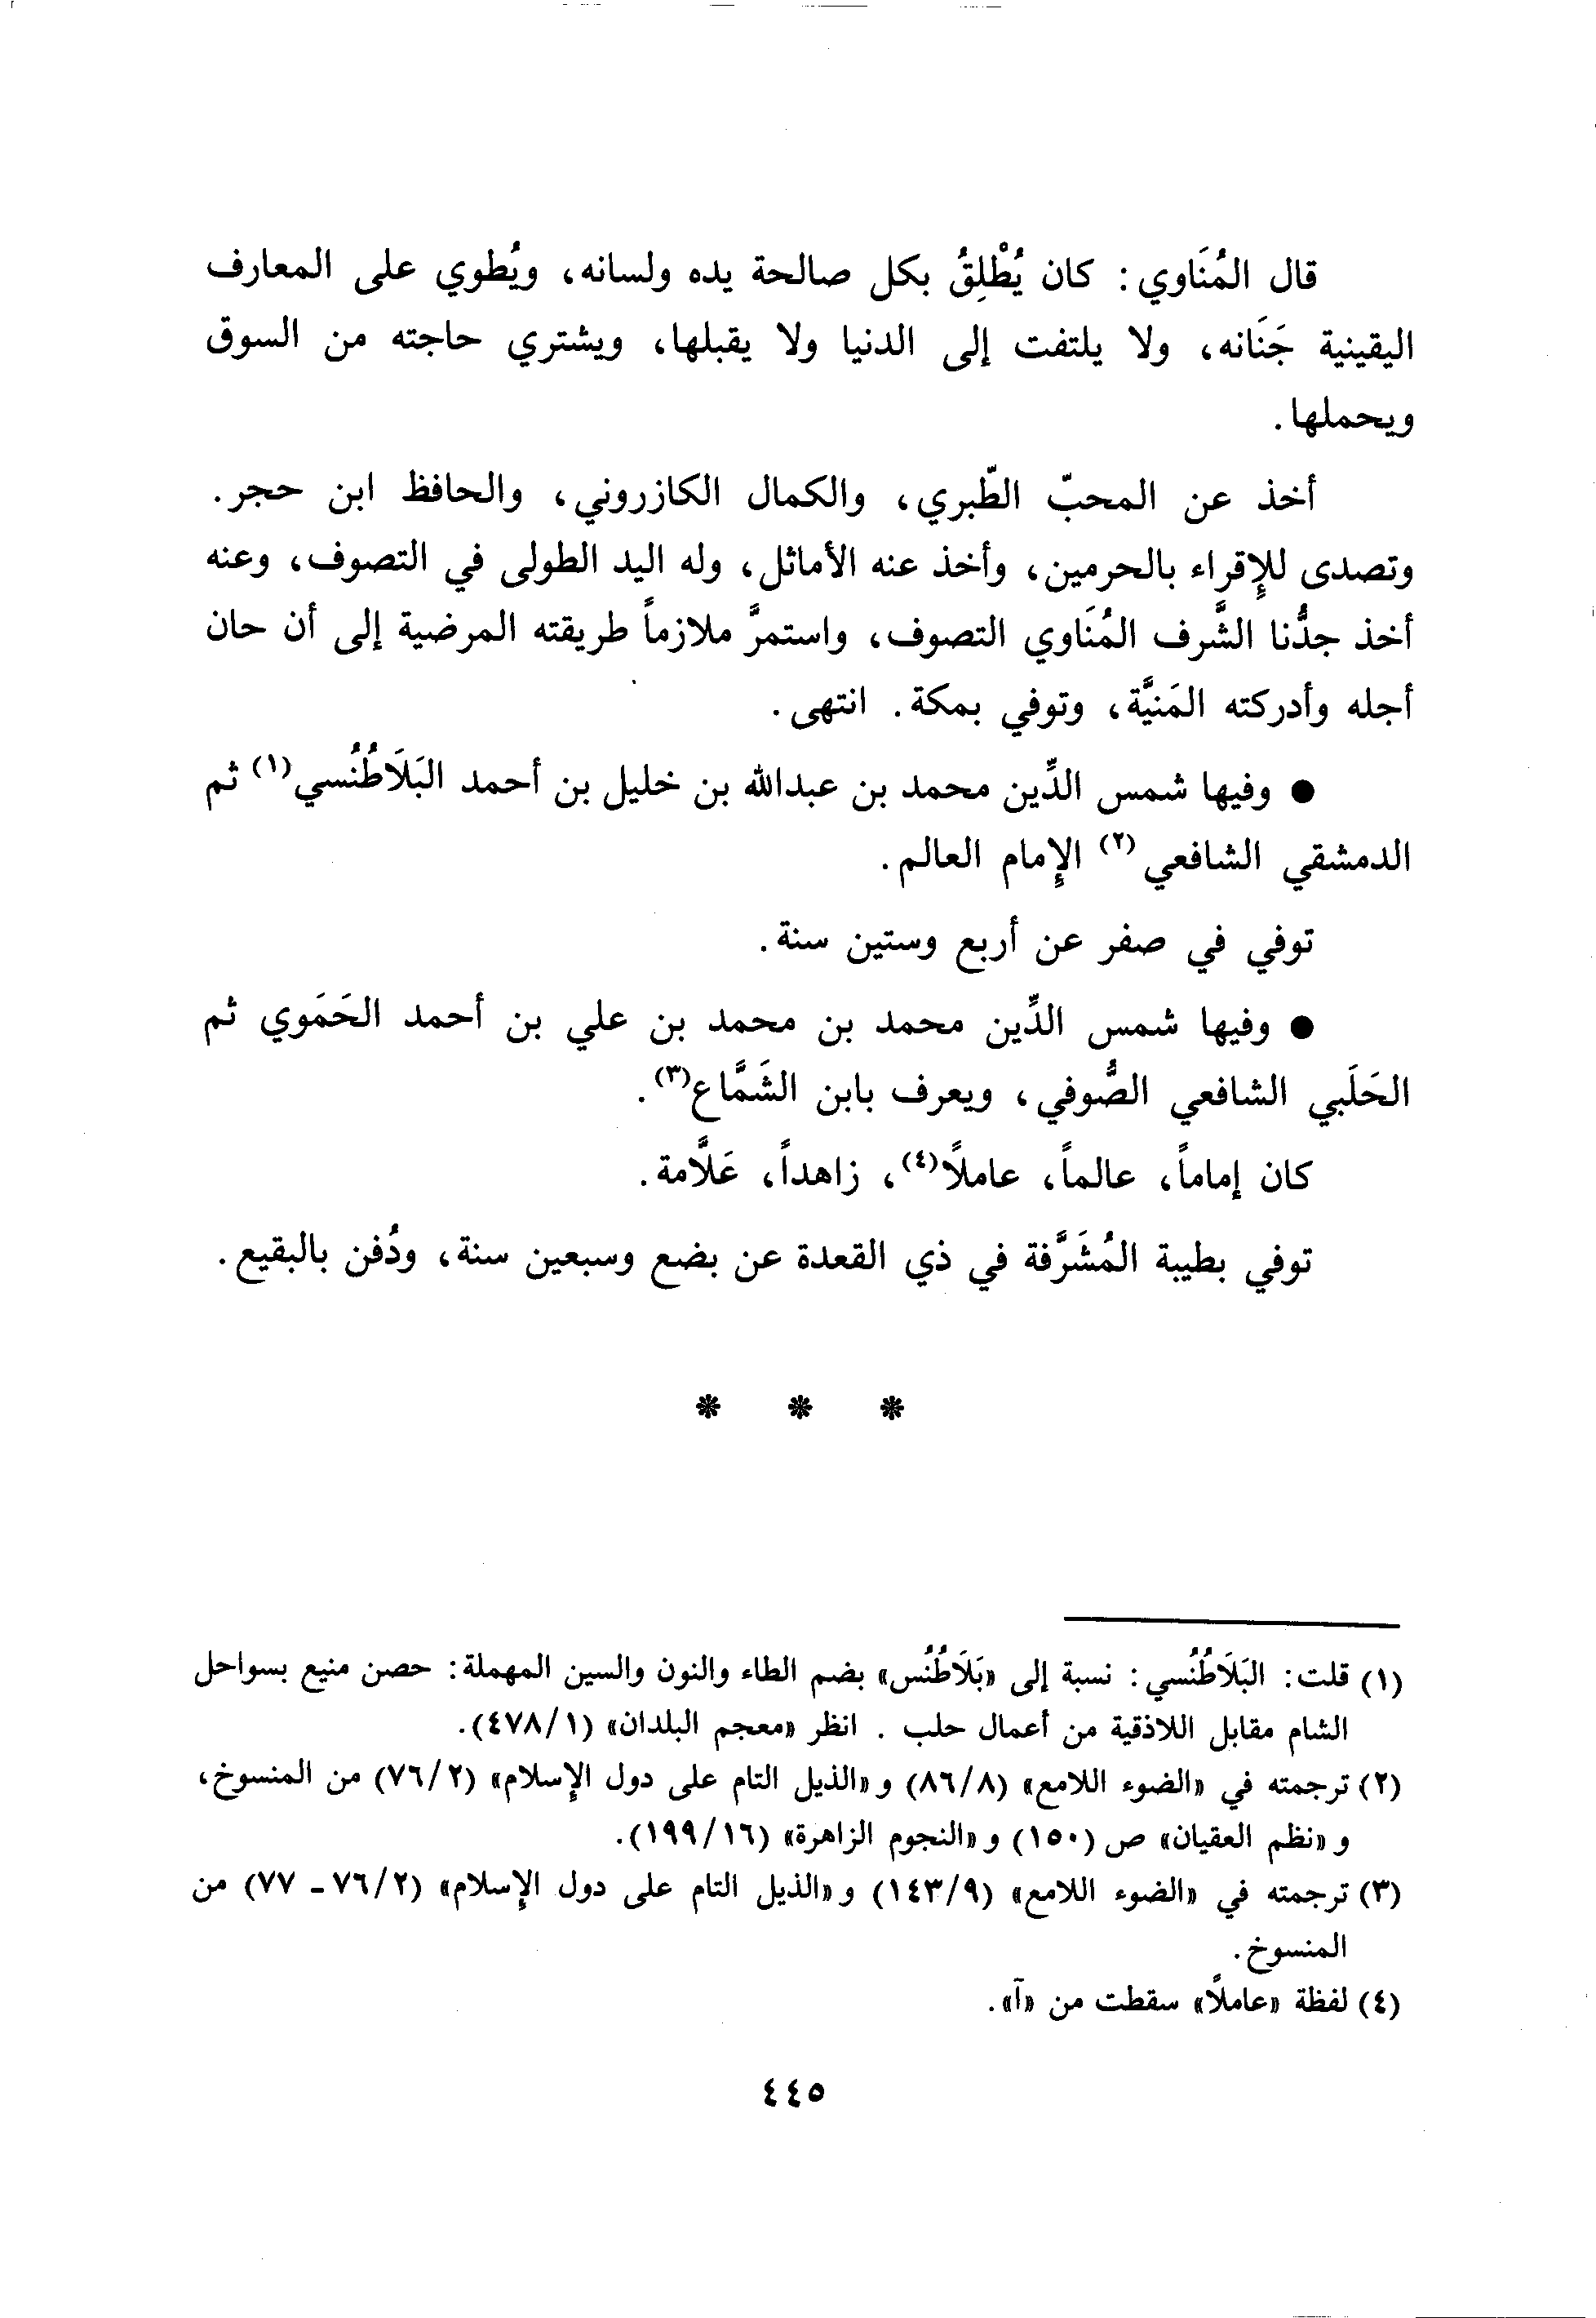 قال المُنَاوي: كان يُطْلِقُ بكل صالحة يده ولسانه، ويُطوي على المعارف
اليقينية جَنَانه، ولا يلتفت إلى الدنيا ولا يقبلها، ويشتري حاجته من السوق
ويحملها.
أخذ عن المحبّ الطّبري، والكمال الكازروني، والحافظ ابن حجر.
وتصدى للإقراء بالحرمين، وأخذ عنه الأماثل، وله اليد الطولى في التصوف، وعنه
أخذ جدُّنا الشَّرف المُنَاوي التصوف، واستمرَّ ملازماً طريقته المرضية إلى أن حان
أجله وأدركته المَنيَّة، وتوفي بمكة. انتهى.
● وفيها شمس الدِّين محمد بن عبدالله بن خليل بن أحمد البَلَاطُنُسي(١) ثم
الدمشقي الشافعي(٢) الإمام العالم.
توفي في صفر عن أربع وستين سنة.
● وفيها شمس الدِّين محمد بن محمد بن علي بن أحمد الحَمَوي ثم
الحَلَبي الشافعي الصُّوفي، ويعرف بابن الشَمَّاع(٣).
كان إماماً، عالماً، عاملًا(٤)، زاهداً، عَلَّامة.
توفي بطيبة المُشَرَّفة في ذي القعدة عن بضع وسبعين سنة، ودُفن بالبقيع.
* * *
(١) قلت: البَلَاطُنُسي: نسبة إلى «بَلَاطُنُس» بضم الطاء والنون والسين المهملة: حصن منيع بسواحل
الشام مقابل اللاذقية من أعمال حلب . انظر «معجم البلدان» (٤٧٨/١).
(٢) ترجمته في «الضوء اللامع» (٨٦/٨) و«الذيل التام على دول الإسلام» (٧٦/٢) من المنسوخ،
و«نظم العقيان» ص (١٥٠) و«النجوم الزاهرة» (١٩٩/١٦).
(٣) ترجمته في «الضوء اللامع» (١٤٣/٩) و«الذيل التام على دول الإسلام» (٧٦/٢ - ٧٧) من
المنسوخ.
(٤) لفظة «عاملًا» سقطت من «آ».
٤٤٥